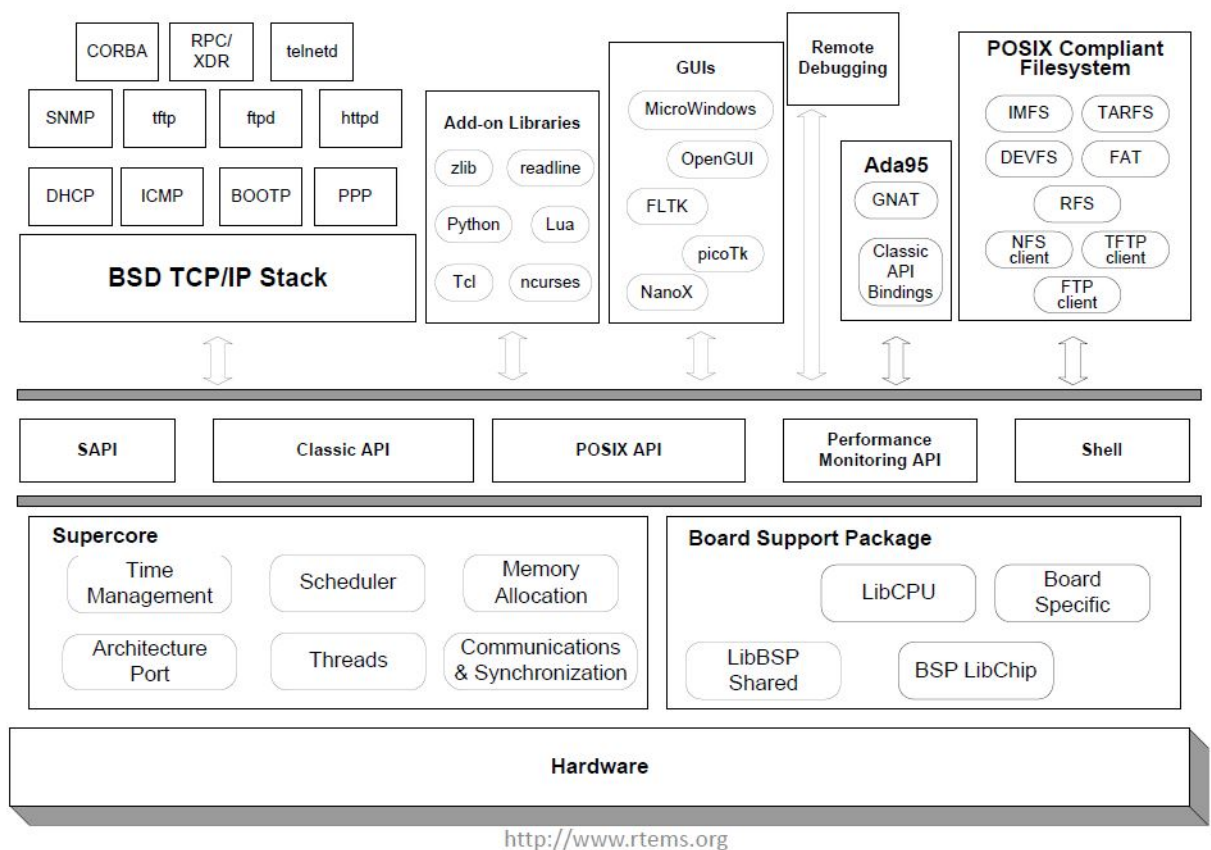 CORBA
RPC/
XDR
telnetd
SNMP
tftp
ftpd
httpd
DHCP
ICMP
BOOTP
PPP
BSD TCP/IP Stack
Add-on Libraries
zlib
readline
Python
Lua
Tcl
ncurses
GUIs
MicroWindows
OpenGUI
FLTK
picoTk
NanoX
Remote
Debugging
Ada95
GNAT
Classic
API
Bindings
POSIX Compliant
Filesystem
IMFS
TARFS
DEVFS
FAT
RFS
NFS
client
TFTP
client
FTP
client
SAPI
Classic API
POSIX API
Performance
Monitoring API
Shell
Supercore
Time
Management
Scheduler
Memory
Allocation
Architecture
Port
Threads
Communications
& Synchronization
Board Support Package
LibCPU
Board
Specific
LibBSP
Shared
BSP LibChip
Hardware
http://www.rtems.org